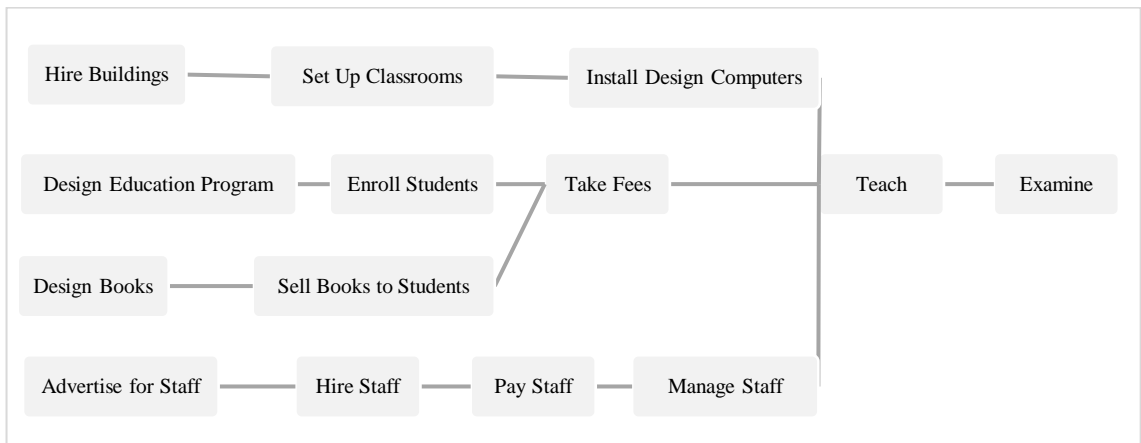 Hire Buildings
Set Up Classrooms
Install Design Computers
Design Education Program
Enroll Students
Take Fees
Teach
Examine
Design Books
Sell Books to Students
Advertise for Staff
Hire Staff
Pay Staff
Manage Staff